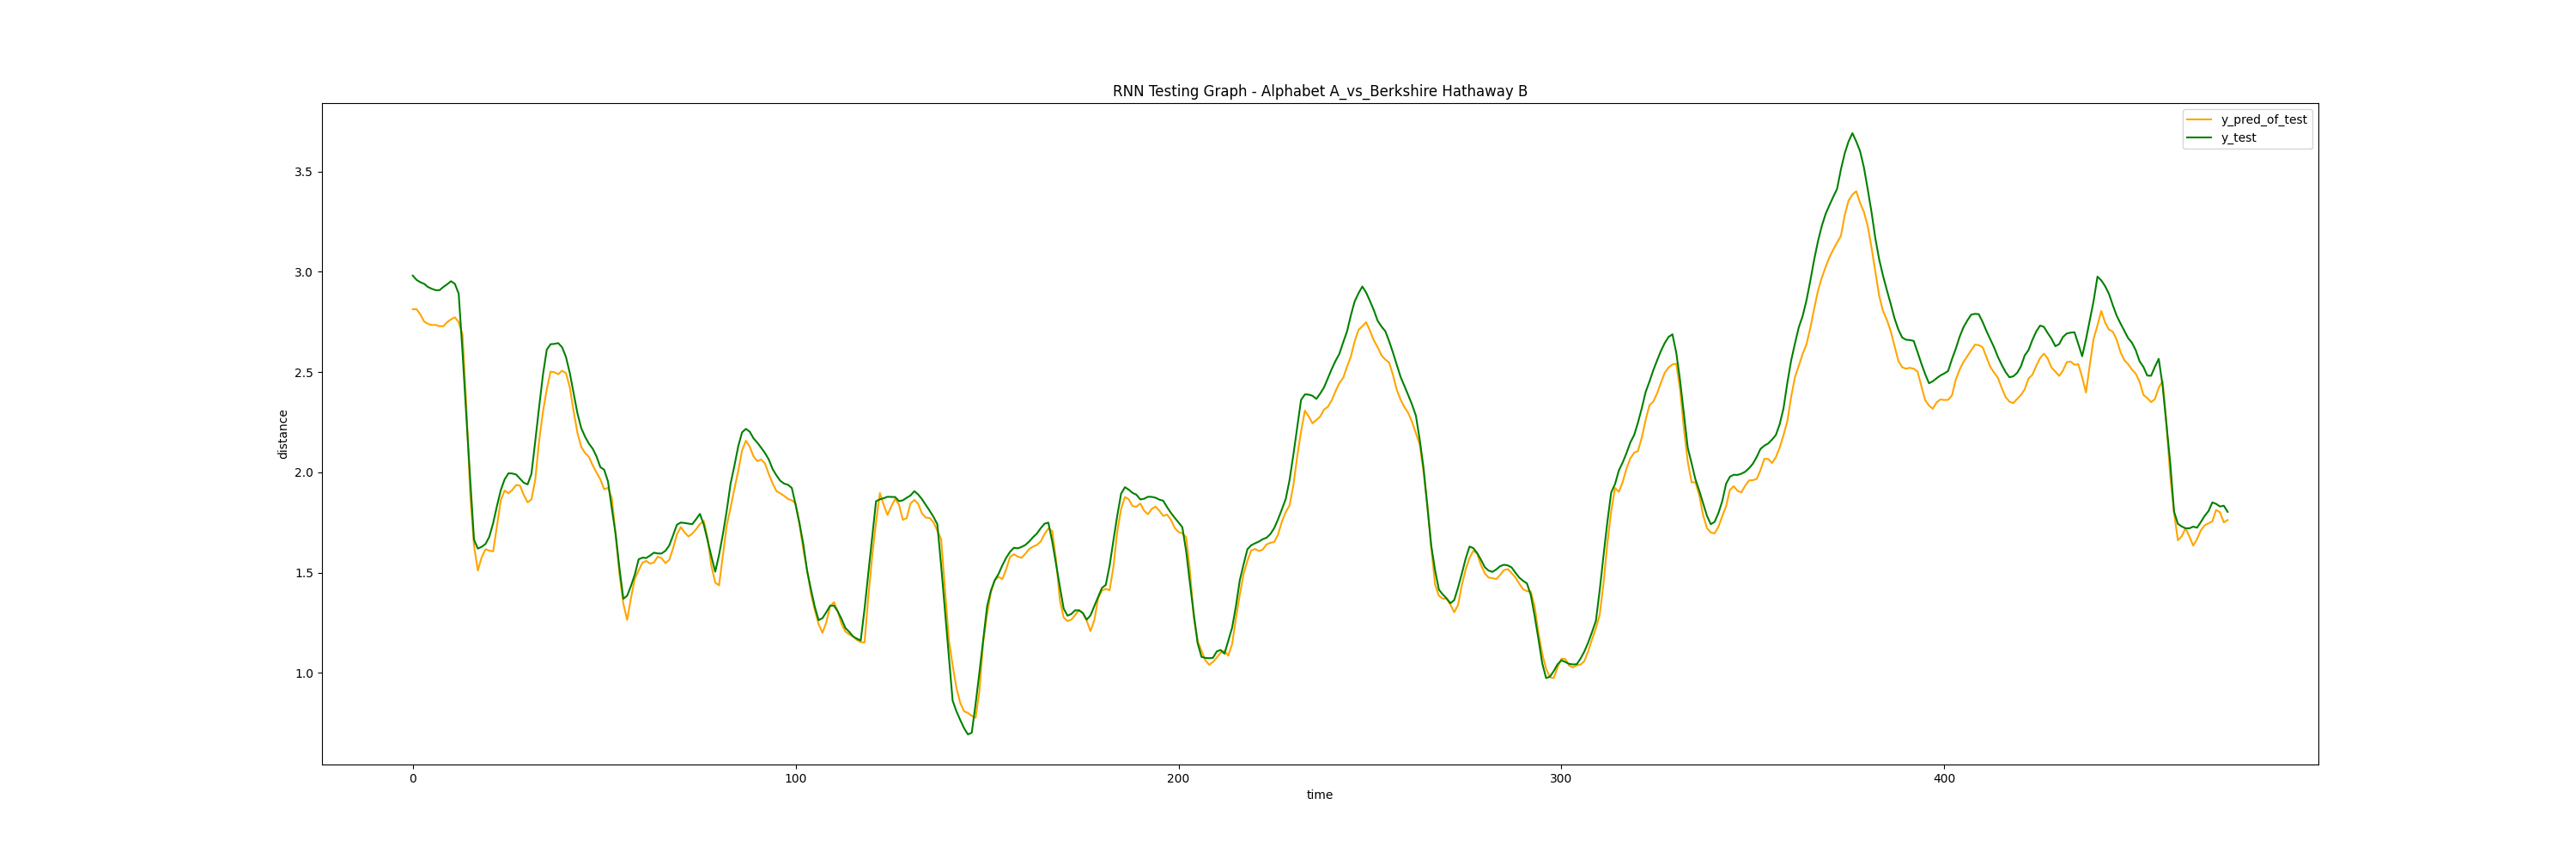 RNN Testing Graph - Alphabet A_vs_Berkshire Hathaway B
y_pred_of_test
y_test
3.5
3.0
2.5
2.0
1.5
1.0
distance
0 100 200 300 400
time